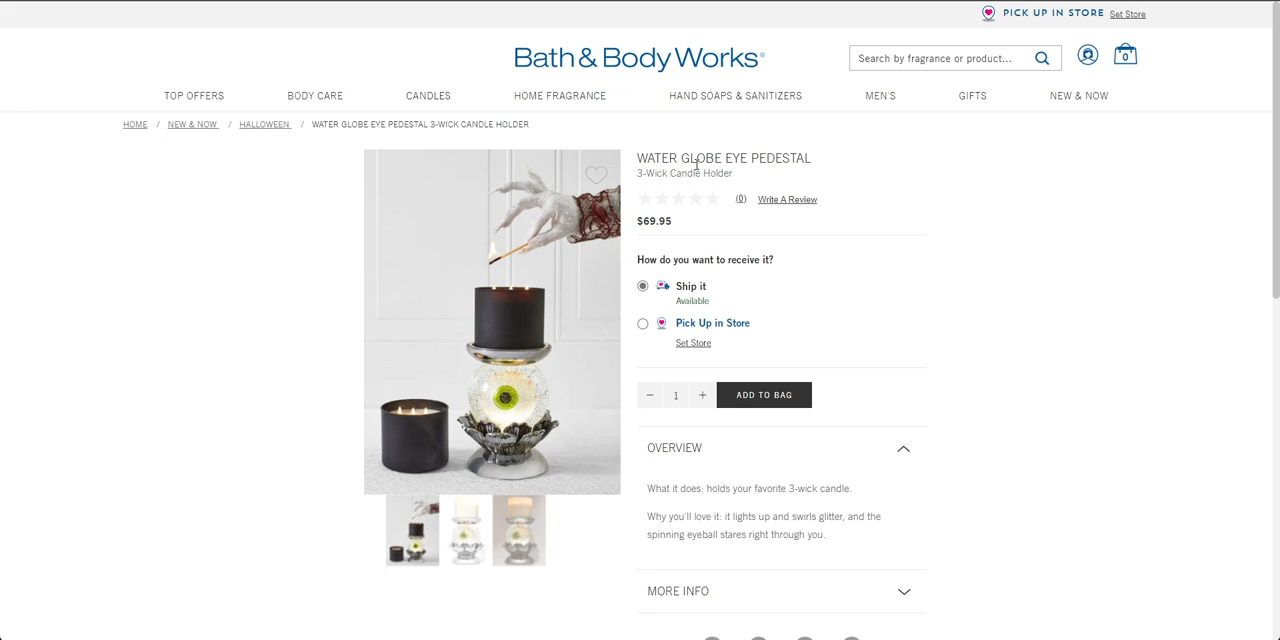 PICK UP IN STORE Set Store
Bath & Body Works®
Search by fragrance or product...
0
TOP OFFERS BODY CARE CANDLES HOME FRAGRANCE HAND SOAPS & SANITIZERS MEN'S GIFTS NEW & NOW
HOME / NEW & NOW / HALLOWEEN / WATER GLOBE EYE PEDESTAL 3-WICK CANDLE HOLDER
WATER GLOBE EYE PEDESTAL
3-Wick Candle Holder
(0) Write A Review
$69.95
How do you want to receive it?
Ship it
Available
Pick Up in Store
Set Store
− 1 + ADD TO BAG
OVERVIEW
What it does: holds your favorite 3-wick candle.
Why you'll love it: it lights up and swirls glitter, and the
spinning eyeball stares right through you.
MORE INFO